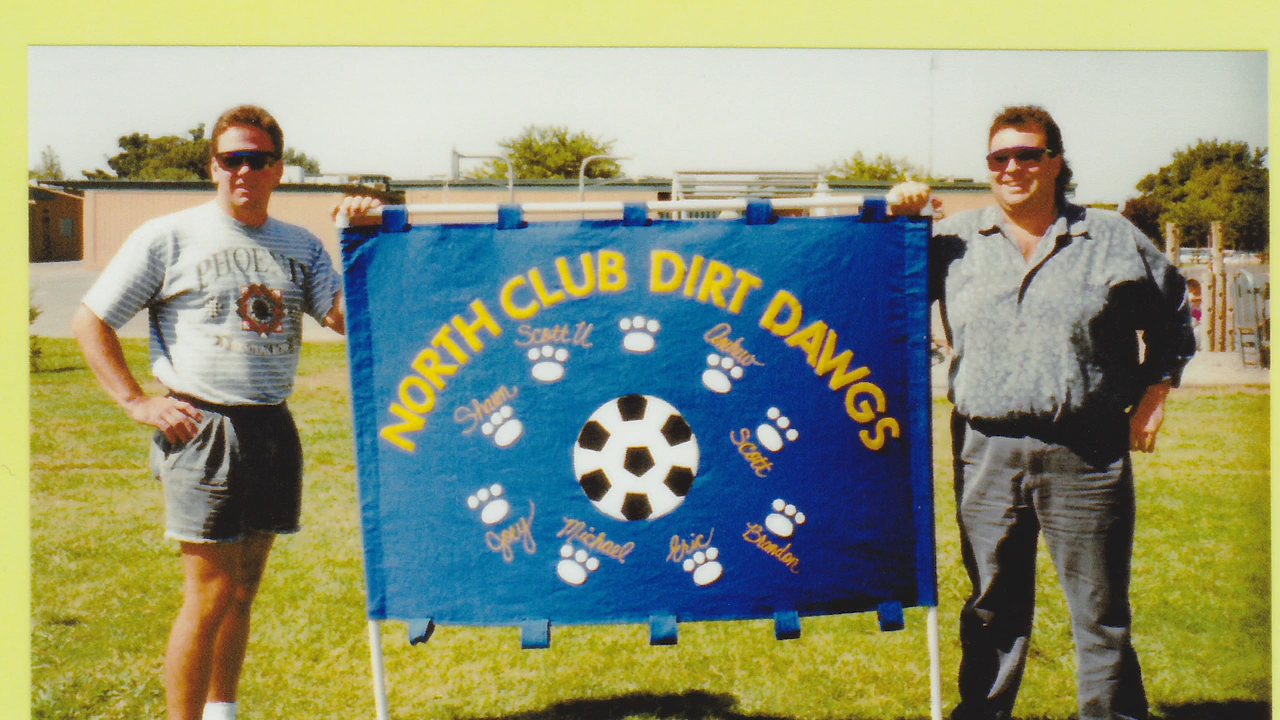 NORTH CLUB DIRT DAWGS
Scott U
Andrew
Shawn
Scott
Joey
Michael
Eric
Brandon
PHOENIX